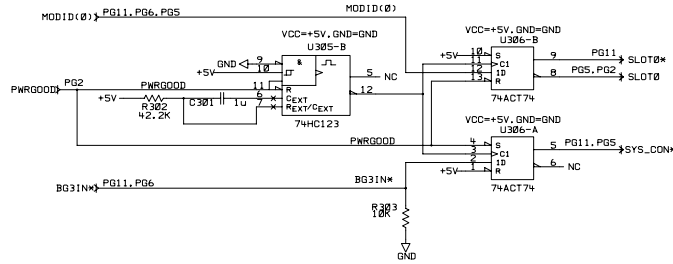 MODID(0)
MODID(0) PG11.PG6.PG5
VCC=+5V.GND=GND
U305-B
GND 9 &
+5V 10
5 NC
12
PWRGOOD PG2 PWRGOOD 11 R
+5V R302 42.2K C301 1u 6 CEXT
7 REXT/CEXT
74HC123
VCC=+5V.GND=GND
U306-B
+5V 10 S
11 C1
12 1D
13 R
9 PG11 SLOT0*
8 PG5.PG2 SLOT0
74ACT74
VCC=+5V.GND=GND
U306-A
PWRGOOD 4 S
3 C1
2 1D
+5V 1 R
5 PG11.PG5 SYS_CON*
6 NC
74ACT74
BG3IN* PG11.PG6 BG3IN*
R303
10K
GND